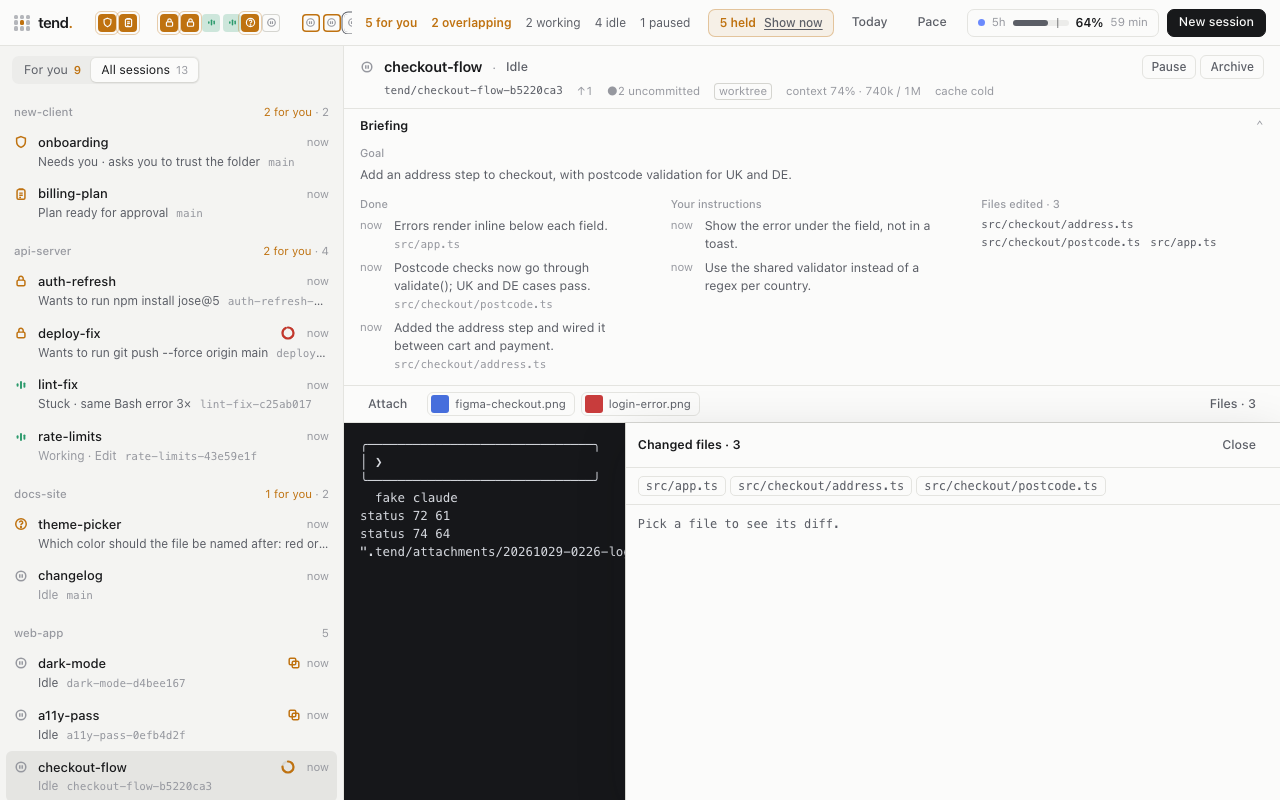 tend.
5 for you 2 overlapping 2 working 4 idle 1 paused
5 held Show now
Today
Pace
5h 64% 59 min
New session
For you 9
All sessions 13
new-client 2 for you · 2
onboarding now
Needs you · asks you to trust the folder main
billing-plan now
Plan ready for approval main
api-server 2 for you · 4
auth-refresh now
Wants to run npm install jose@5 auth-refresh-…
deploy-fix now
Wants to run git push --force origin main deploy…
lint-fix now
Stuck · same Bash error 3× lint-fix-c25ab017
rate-limits now
Working · Edit rate-limits-43e59e1f
docs-site 1 for you · 2
theme-picker now
Which color should the file be named after: red or…
changelog now
Idle main
web-app 5
dark-mode now
Idle dark-mode-d4bee167
a11y-pass now
Idle a11y-pass-0efb4d2f
checkout-flow now
Idle checkout-flow-b5220ca3
checkout-flow · Idle
Pause
Archive
tend/checkout-flow-b5220ca3 ↑1 ●2 uncommitted worktree context 74% · 740k / 1M cache cold
Briefing
Goal
Add an address step to checkout, with postcode validation for UK and DE.
Done
now Errors render inline below each field.
src/app.ts
now Postcode checks now go through
validate(); UK and DE cases pass.
src/checkout/postcode.ts
now Added the address step and wired it
between cart and payment.
src/checkout/address.ts
Your instructions
now Show the error under the field, not in a
toast.
now Use the shared validator instead of a
regex per country.
Files edited · 3
src/checkout/address.ts
src/checkout/postcode.ts src/app.ts
Attach
figma-checkout.png
login-error.png
Files · 3
❯
fake claude
status 72 61
status 74 64
".tend/attachments/20261029-0226-lo
Changed files · 3
Close
src/app.ts src/checkout/address.ts src/checkout/postcode.ts
Pick a file to see its diff.